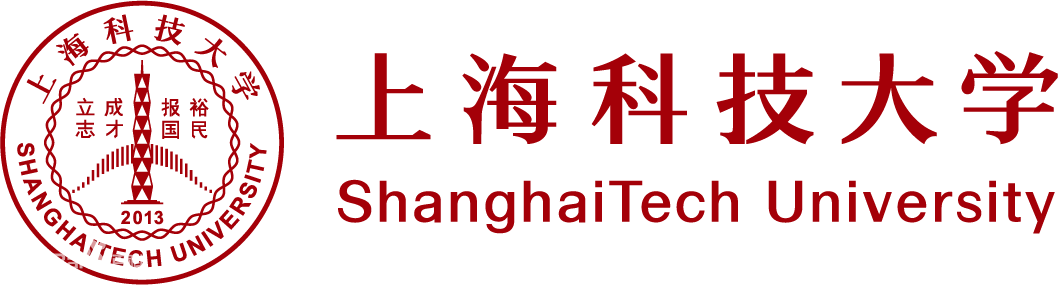 上海科技大学
立成 报裕
志才 国民
2013
SHANGHAITECH UNIVERSITY
上海科技大学
ShanghaiTech University